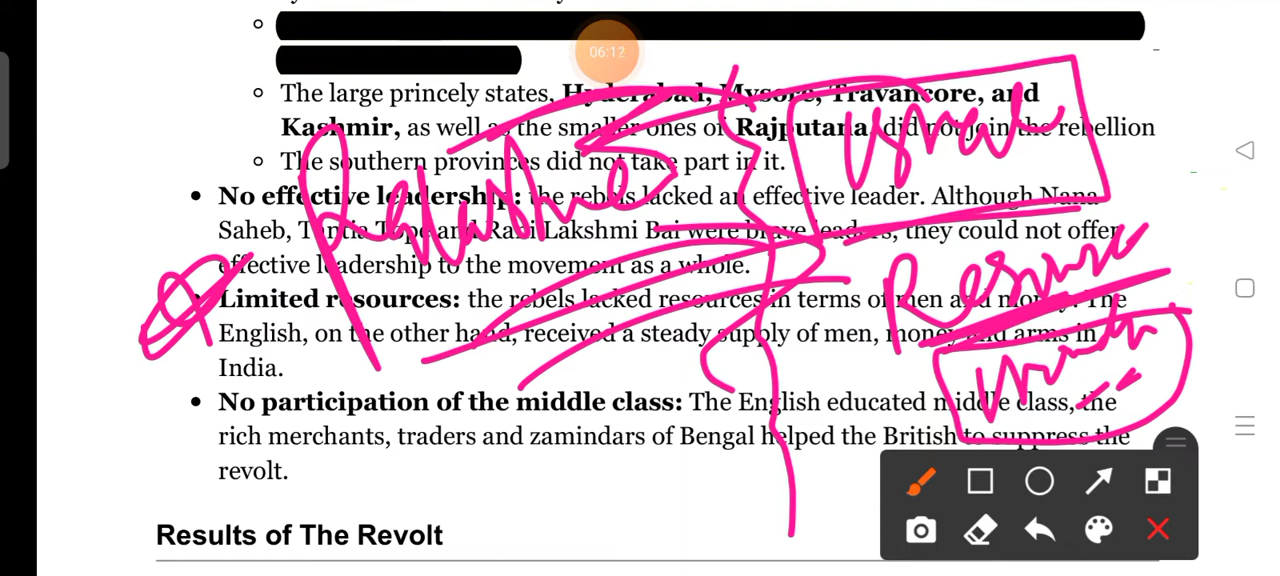 06:12
The large princely states, Hyderabad, Mysore, Travancore, and
Kashmir, as well as the smaller ones of Rajputana, did not join the rebellion
The southern provinces did not take part in it.
No effective leadership: the rebels lacked an effective leader. Although Nana
Saheb, Tantia Tope and Rani Lakshmi Bai were brave leaders, they could not offer
effective leadership to the movement as a whole.
Limited resources: the rebels lacked resources in terms of men and money. The
English, on the other hand, received a steady supply of men, money and arms in
India.
No participation of the middle class: The English educated middle class, the
rich merchants, traders and zamindars of Bengal helped the British to suppress the
revolt.
Results of The Revolt